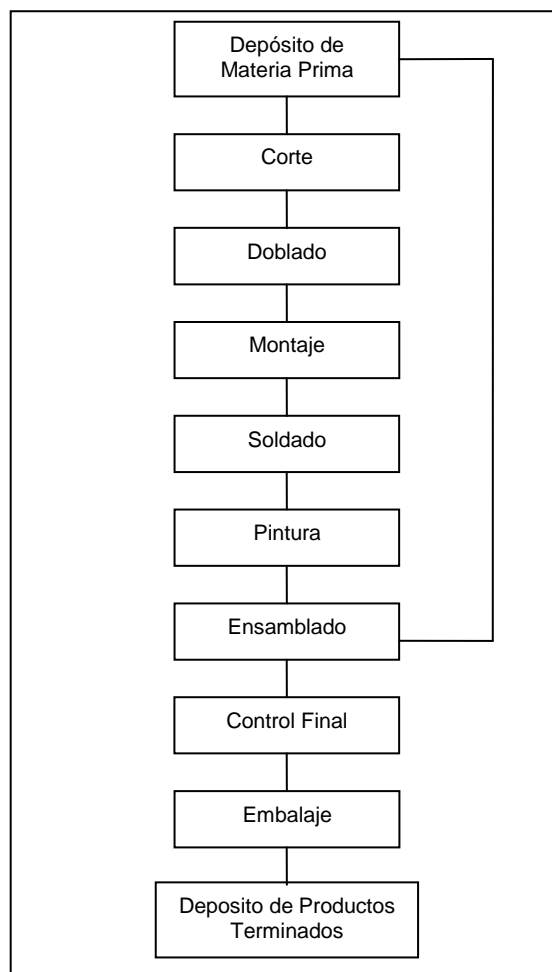 Depósito de
Materia Prima
Corte
Doblado
Montaje
Soldado
Pintura
Ensamblado
Control Final
Embalaje
Deposito de Productos
Terminados